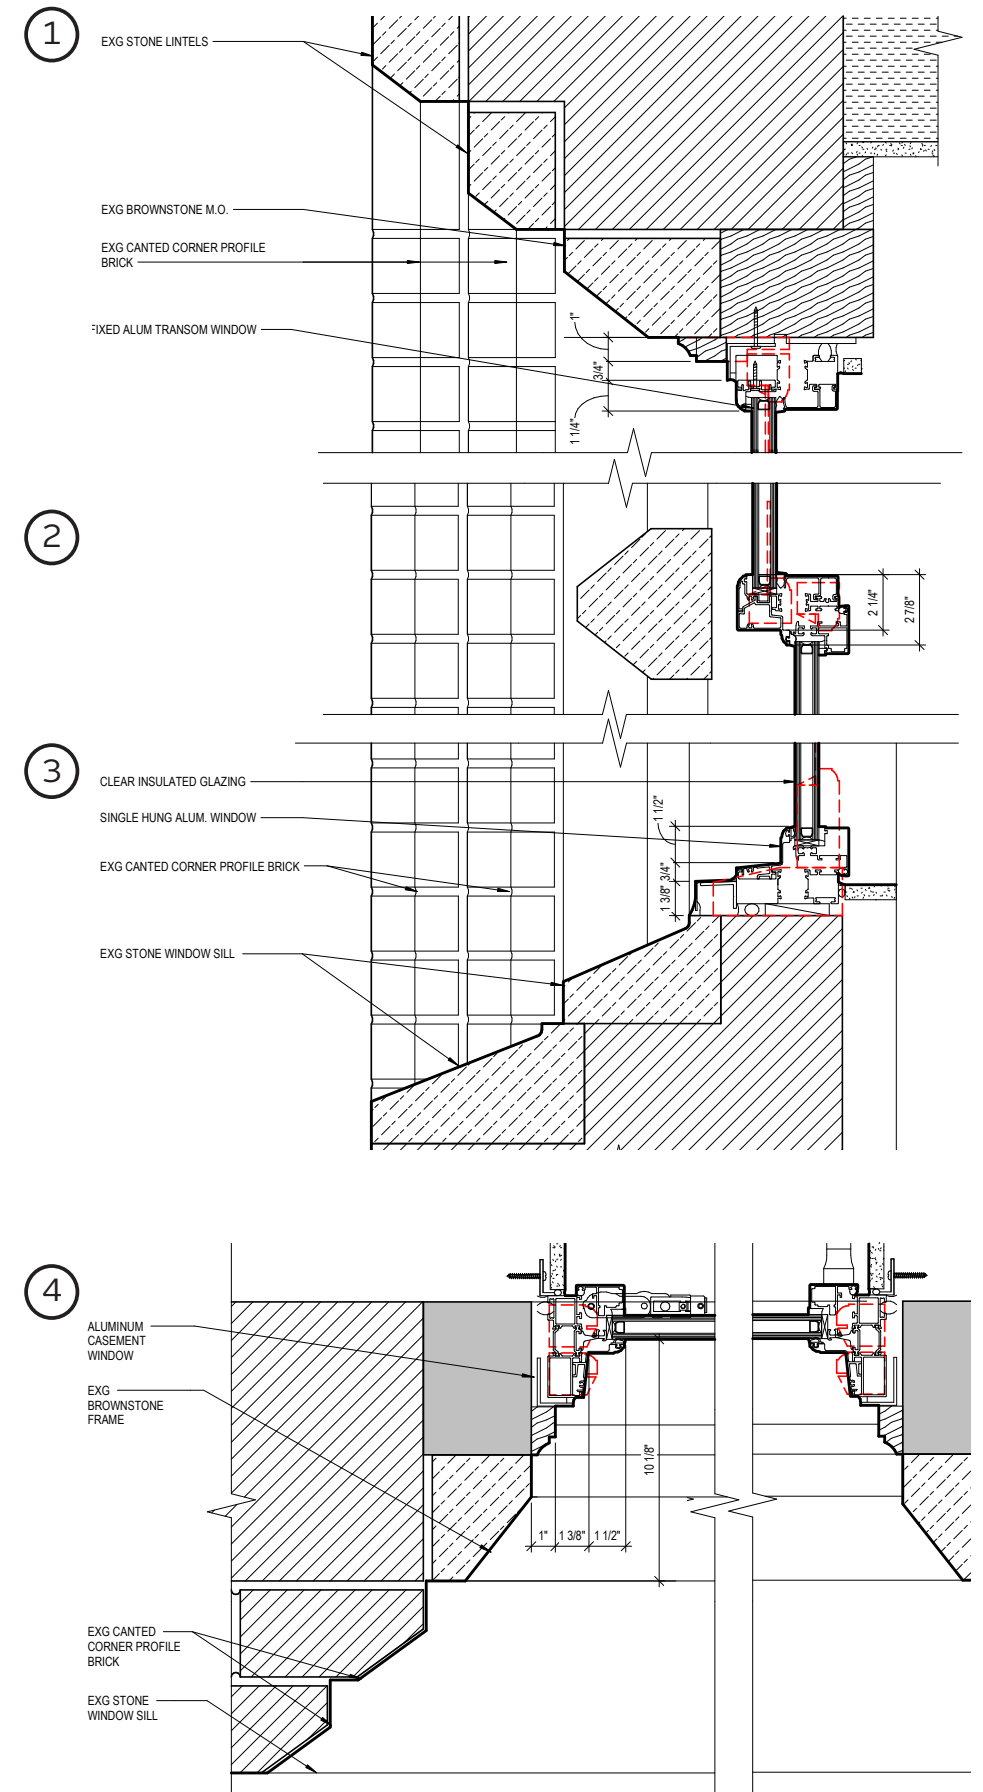 1
EXG STONE LINTELS
EXG BROWNSTONE M.O.
EXG CANTED CORNER PROFILE
BRICK
FIXED ALUM TRANSOM WINDOW
1"
3/4"
1 1/4"
2
2 1/4"
2 7/8"
3
CLEAR INSULATED GLAZING
SINGLE HUNG ALUM. WINDOW
EXG CANTED CORNER PROFILE BRICK
EXG STONE WINDOW SILL
1 1/2"
3/4"
1 3/8"
4
ALUMINUM
CASEMENT
WINDOW
EXG
BROWNSTONE
FRAME
10 1/8"
1" 1 3/8" 1 1/2"
EXG CANTED
CORNER PROFILE
BRICK
EXG STONE
WINDOW SILL